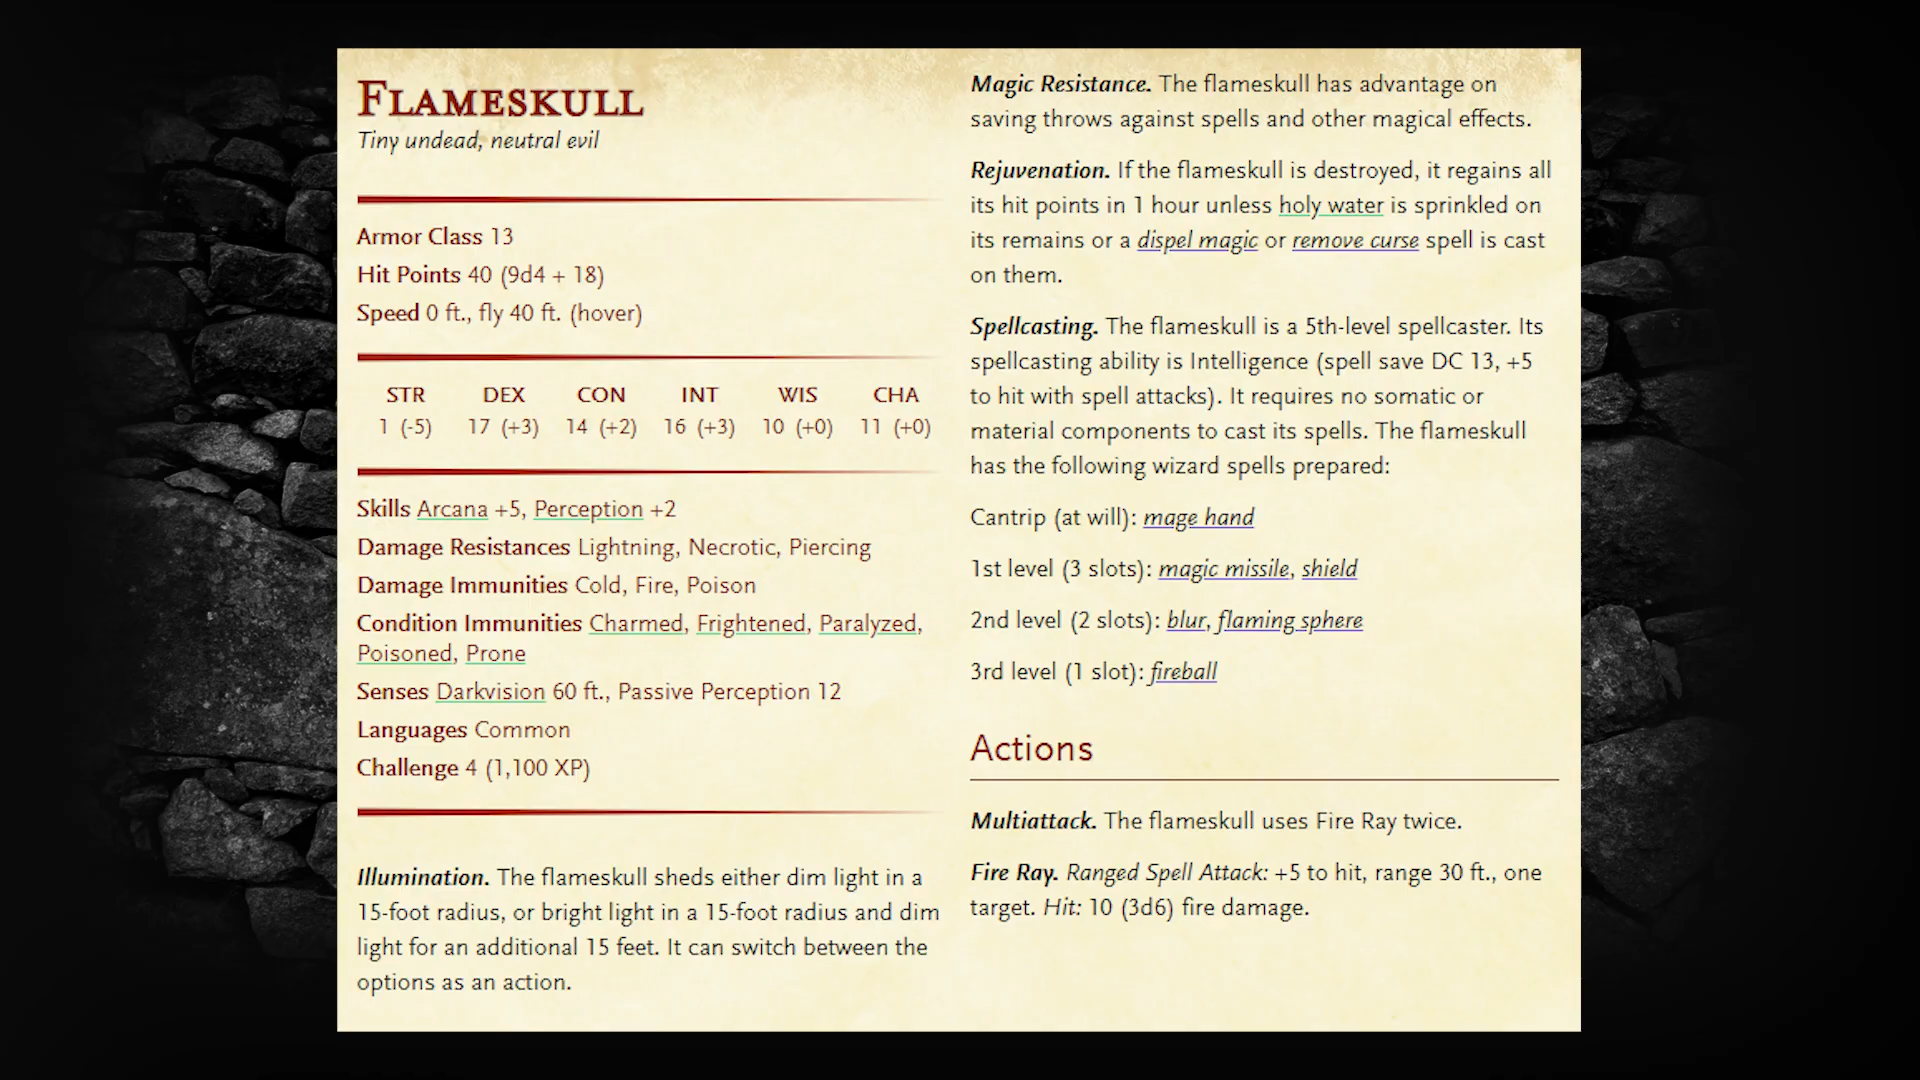 Flameskull
Tiny undead, neutral evil
Armor Class 13
Hit Points 40 (9d4 + 18)
Speed 0 ft., fly 40 ft. (hover)
STR DEX CON INT WIS CHA
1 (-5) 17 (+3) 14 (+2) 16 (+3) 10 (+0) 11 (+0)
Skills Arcana +5, Perception +2
Damage Resistances Lightning, Necrotic, Piercing
Damage Immunities Cold, Fire, Poison
Condition Immunities Charmed, Frightened, Paralyzed,
Poisoned, Prone
Senses Darkvision 60 ft., Passive Perception 12
Languages Common
Challenge 4 (1,100 XP)
Illumination. The flameskull sheds either dim light in a
15-foot radius, or bright light in a 15-foot radius and dim
light for an additional 15 feet. It can switch between the
options as an action.
Magic Resistance. The flameskull has advantage on
saving throws against spells and other magical effects.
Rejuvenation. If the flameskull is destroyed, it regains all
its hit points in 1 hour unless holy water is sprinkled on
its remains or a dispel magic or remove curse spell is cast
on them.
Spellcasting. The flameskull is a 5th-level spellcaster. Its
spellcasting ability is Intelligence (spell save DC 13, +5
to hit with spell attacks). It requires no somatic or
material components to cast its spells. The flameskull
has the following wizard spells prepared:
Cantrip (at will): mage hand
1st level (3 slots): magic missile, shield
2nd level (2 slots): blur, flaming sphere
3rd level (1 slot): fireball
Actions
Multiattack. The flameskull uses Fire Ray twice.
Fire Ray. Ranged Spell Attack: +5 to hit, range 30 ft., one
target. Hit: 10 (3d6) fire damage.